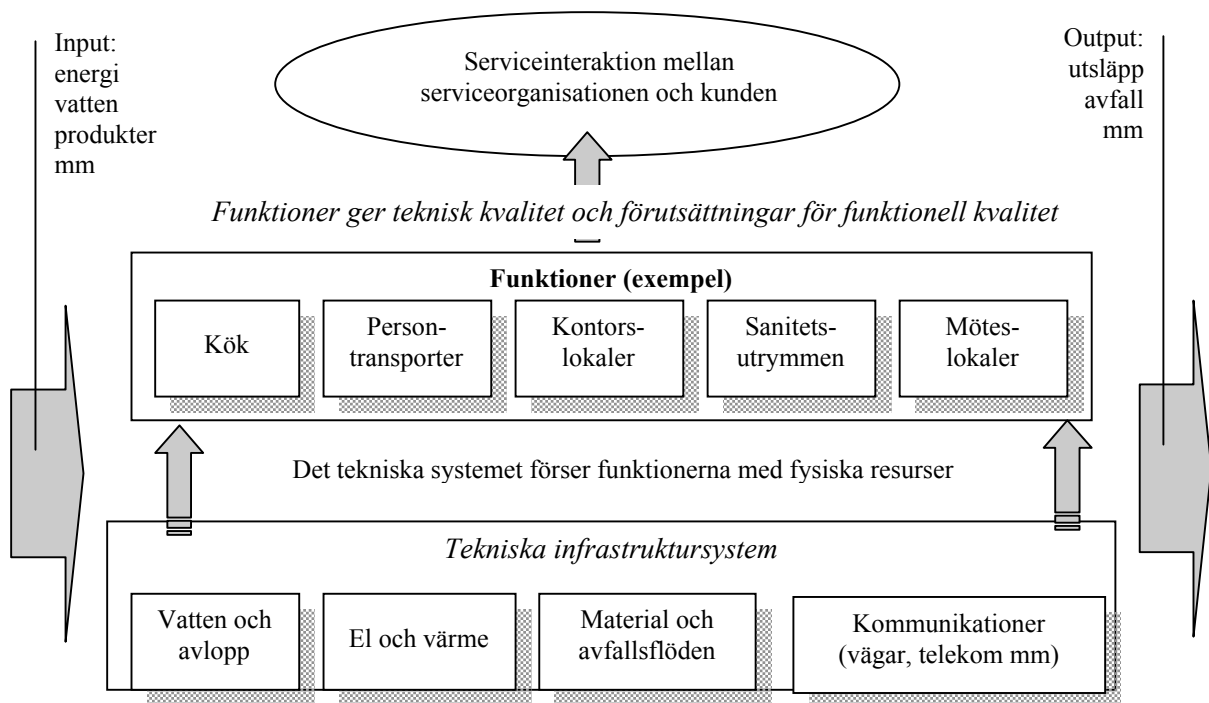 Input:
energi
vatten
produkter
mm
Serviceinteraktion mellan
serviceorganisationen och kunden
Output:
utsläpp
avfall
mm
Funktioner ger teknisk kvalitet och förutsättningar för funktionell kvalitet
Funktioner (exempel)
Kök
Person-
transporter
Kontors-
lokaler
Sanitets-
utrymmen
Mötes-
lokaler
Det tekniska systemet förser funktionerna med fysiska resurser
Tekniska infrastruktursystem
Vatten och
avlopp
El och värme
Material och
avfallsflöden
Kommunikationer
(vägar, telekom mm)